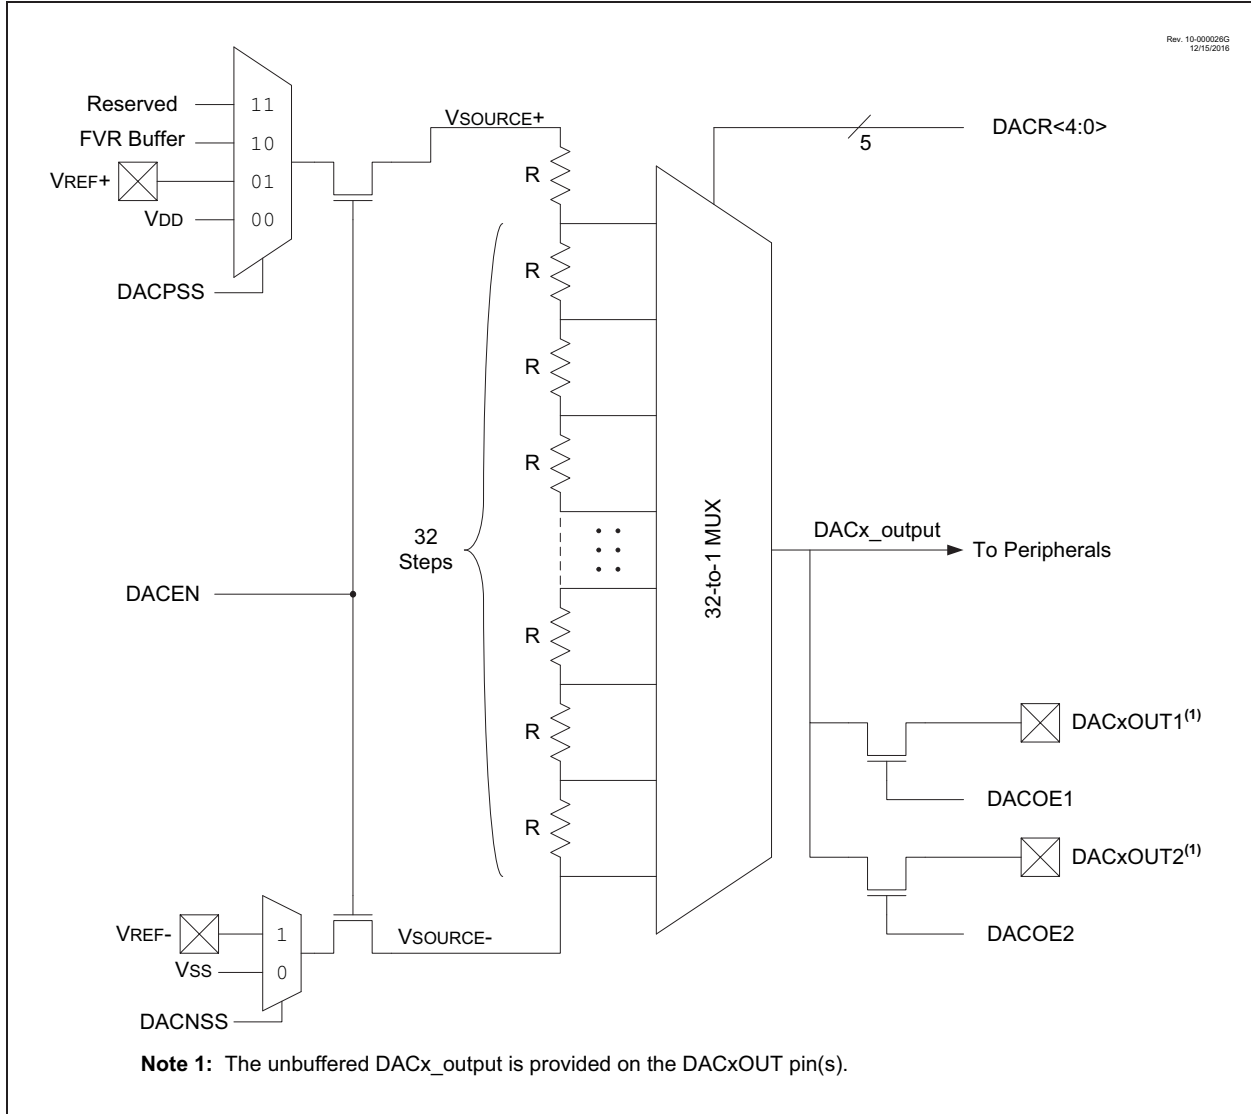 Rev. 10-000026G
12/15/2016
Reserved
11
FVR Buffer
10
VREF+
01
VDD
00
DACPSS
VSOURCE+
R
R
R
R
R
R
R
DACR<4:0>
5
32
Steps
32-to-1 MUX
DACx_output
To Peripherals
DACEN
DACxOUT1(1)
DACOE1
DACxOUT2(1)
DACOE2
VREF-
1
VSS
0
VSOURCE-
DACNSS
Note 1: The unbuffered DACx_output is provided on the DACxOUT pin(s).